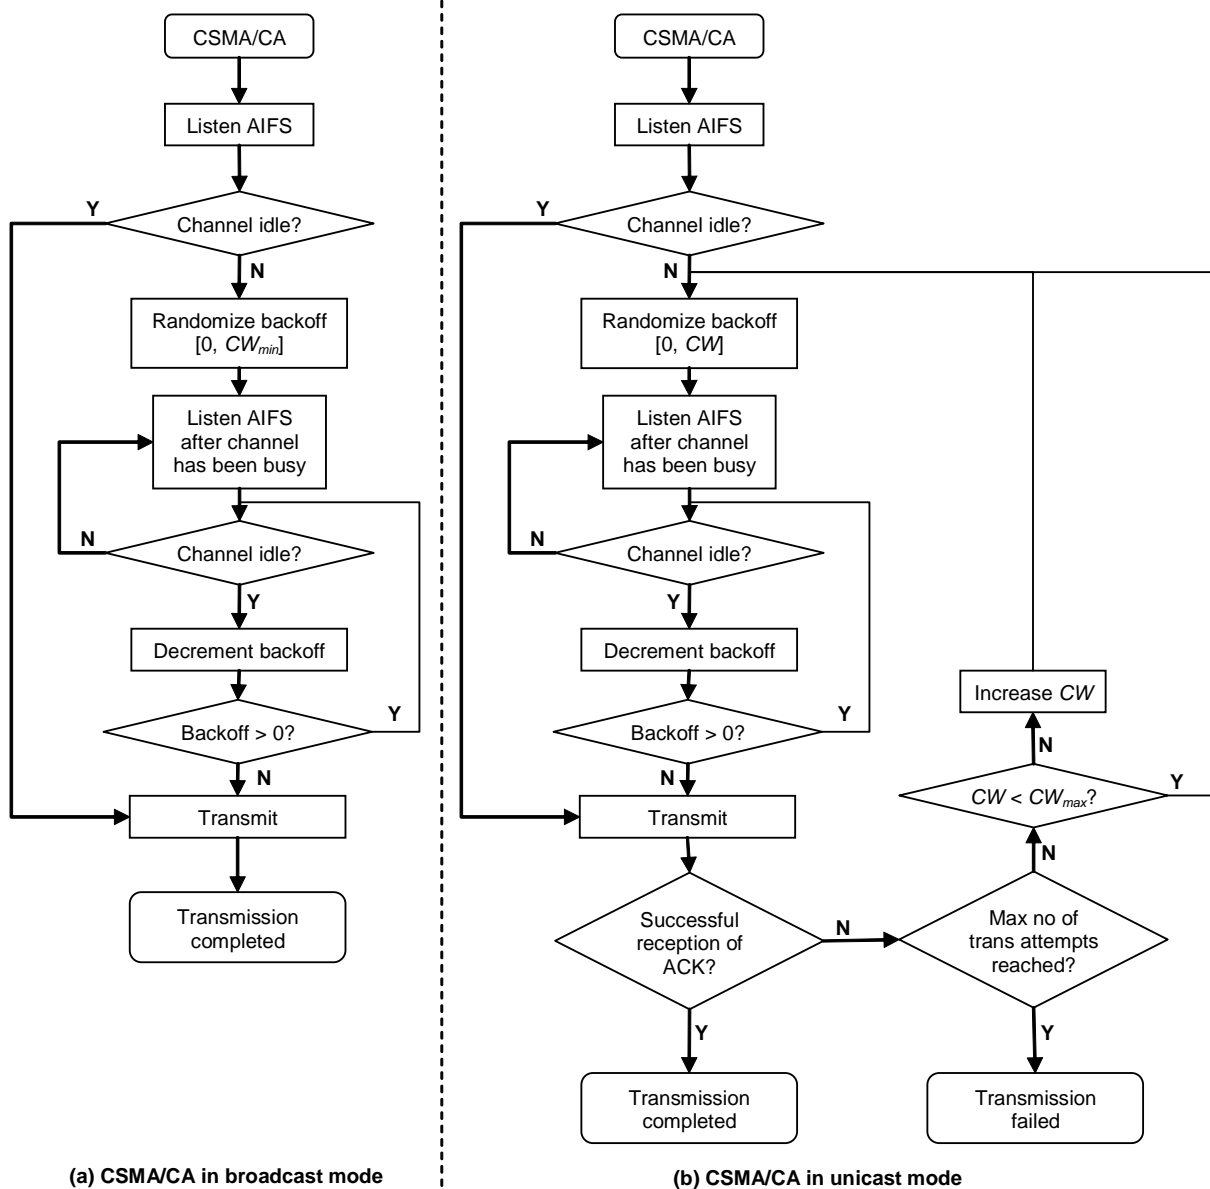 CSMA/CA
Listen AIFS
Y
Channel idle?
N
Randomize backoff
[0, CWmin]
Listen AIFS
after channel
has been busy
N
Channel idle?
Y
Decrement backoff
Y
Backoff > 0?
N
Transmit
Transmission
completed
(a) CSMA/CA in broadcast mode
CSMA/CA
Listen AIFS
Y
Channel idle?
N
Randomize backoff
[0, CW]
Listen AIFS
after channel
has been busy
N
Channel idle?
Y
Decrement backoff
Y
Backoff > 0?
N
Transmit
Successful
reception of
ACK?
N
Y
Transmission
completed
Increase CW
N
Y
CW < CWmax?
N
Max no of
trans attempts
reached?
Y
Transmission
failed
(b) CSMA/CA in unicast mode